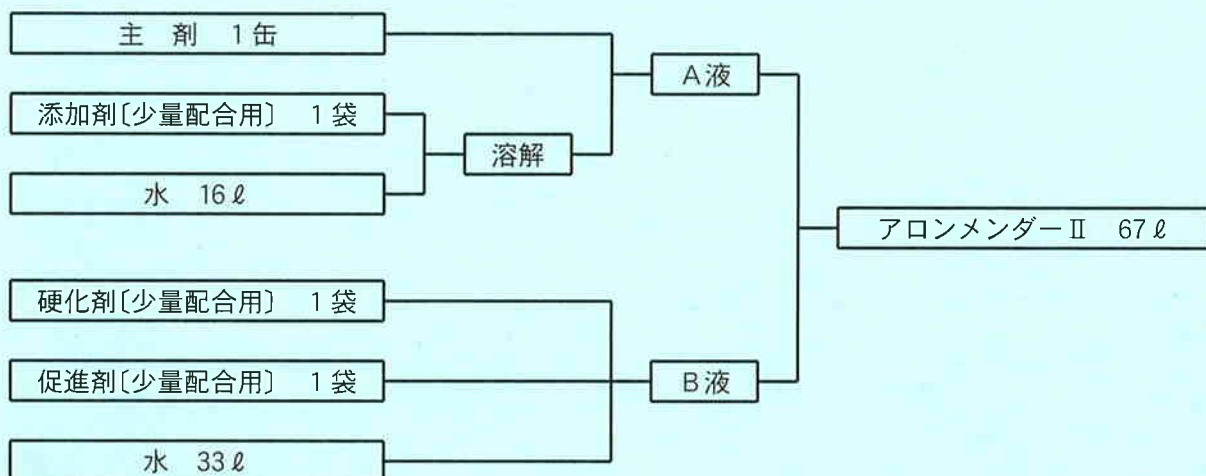 主 剤 1缶
A液
添加剤〔少量配合用〕 1袋
溶解
水 16ℓ
アロンメンダーⅡ 67ℓ
硬化剤〔少量配合用〕 1袋
促進剤〔少量配合用〕 1袋
B液
水 33ℓ